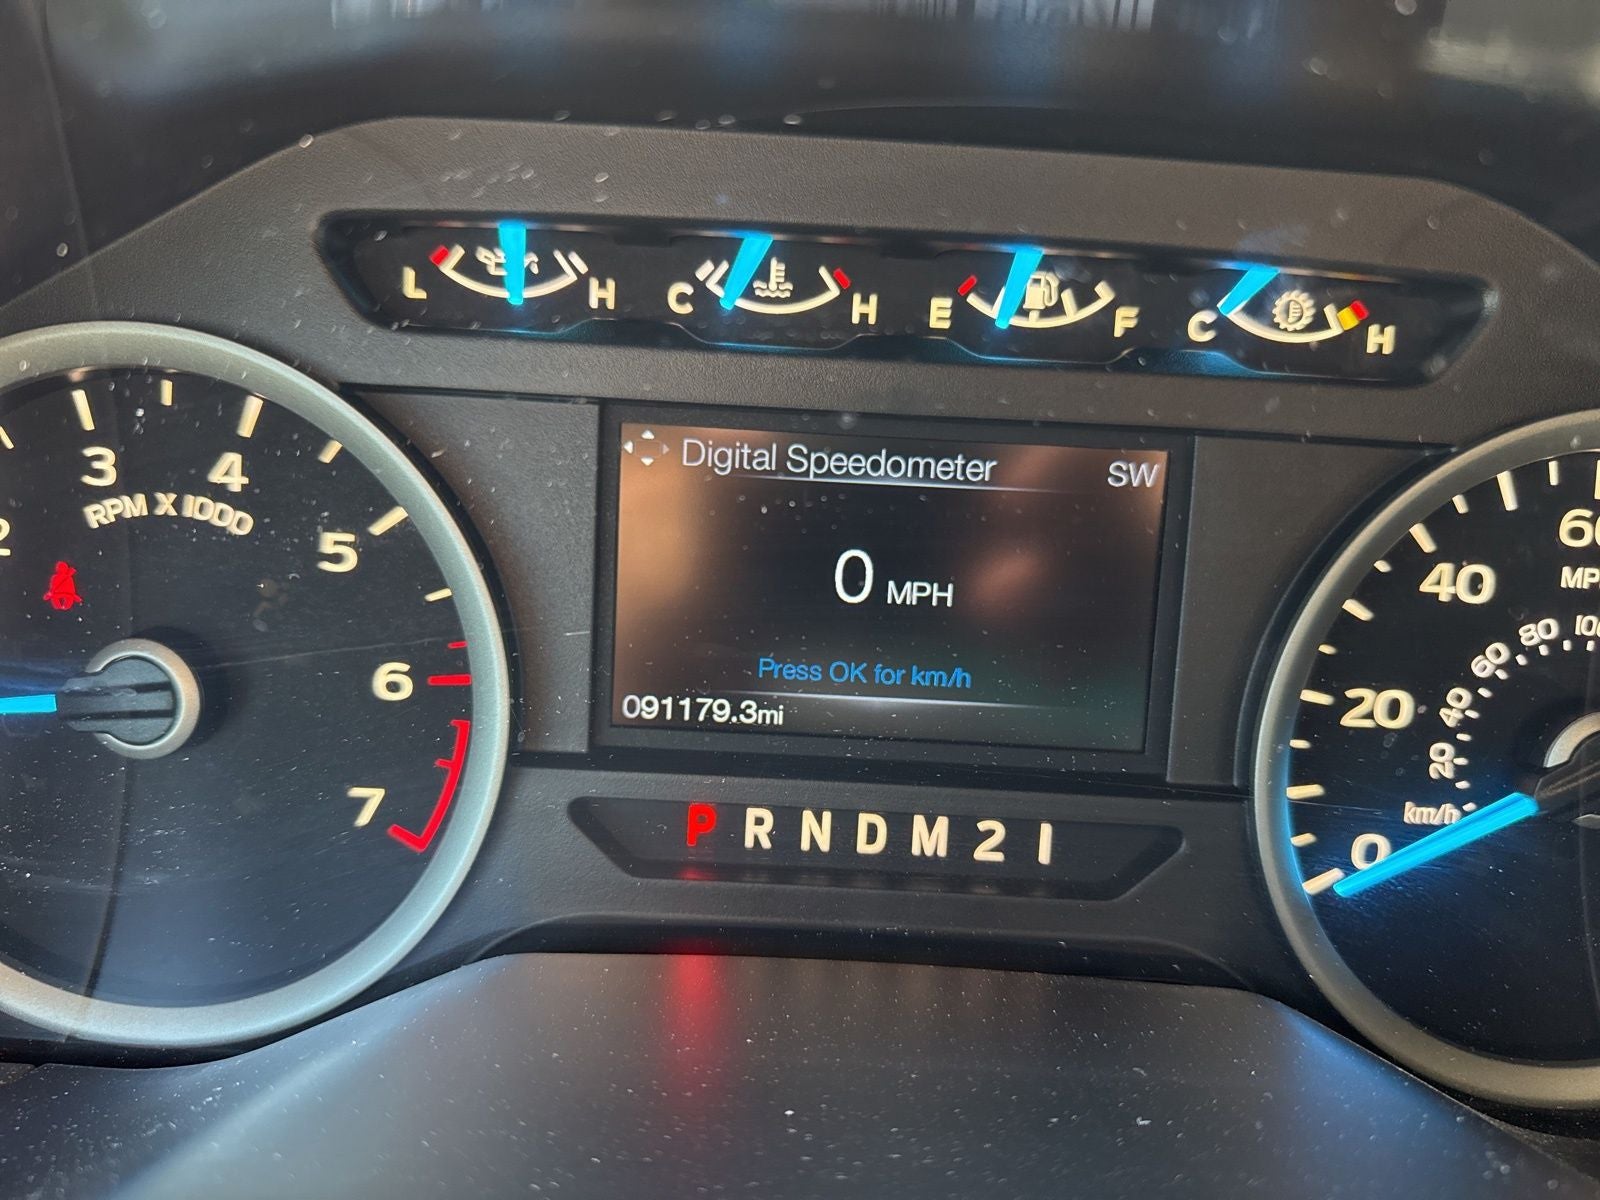 L H C H E F C H
Digital Speedometer SW
0 MPH
Press OK for km/h
091179.3mi
P R N D M 2 1
2 3 4 5 6 7
RPM X 1000
0 20 40 60
20 40 60 80
km/h